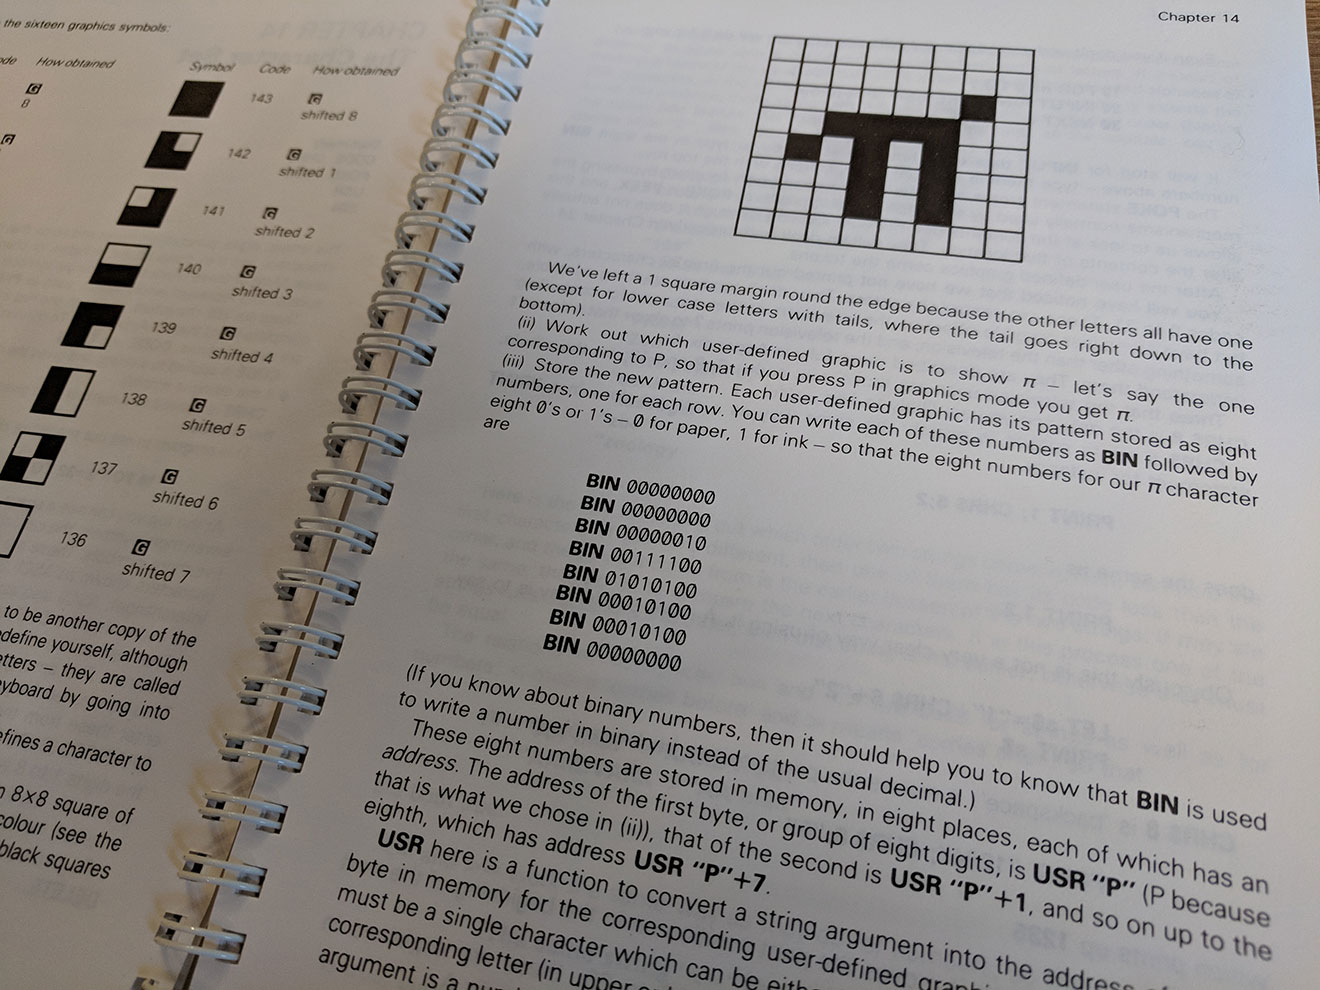 the sixteen graphics symbols:
How obtained
Symbol Code How obtained
G
8
G
143 G
shifted 8
142 G
shifted 1
141 G
shifted 2
140 G
shifted 3
139 G
shifted 4
138 G
shifted 5
137 G
shifted 6
136 G
shifted 7
to be another copy of the
edefine yourself, although
etters – they are called
eyboard by going into
efines a character to
8×8 square of
colour (see the
black squares
Chapter 14
We've left a 1 square margin round the edge because the other letters all have one
(except for lower case letters with tails, where the tail goes right down to the
bottom).
(ii) Work out which user-defined graphic is to show π – let's say the one
corresponding to P, so that if you press P in graphics mode you get π.
(iii) Store the new pattern. Each user-defined graphic has its pattern stored as eight
numbers, one for each row. You can write each of these numbers as BIN followed by
eight 0's or 1's – 0 for paper, 1 for ink – so that the eight numbers for our π character
are
BIN 00000000
BIN 00000000
BIN 00000010
BIN 00111100
BIN 01010100
BIN 00010100
BIN 00010100
BIN 00000000
(If you know about binary numbers, then it should help you to know that BIN is used
to write a number in binary instead of the usual decimal.)
These eight numbers are stored in memory, in eight places, each of which has an
address. The address of the first byte, or group of eight digits, is USR "P" (P because
that is what we chose in (ii)), that of the second is USR "P"+1, and so on up to the
eighth, which has address USR "P"+7.
USR here is a function to convert a string argument into the address of
byte in memory for the corresponding user-defined
must be a single character which can be
corresponding letter (in upper
argument is a